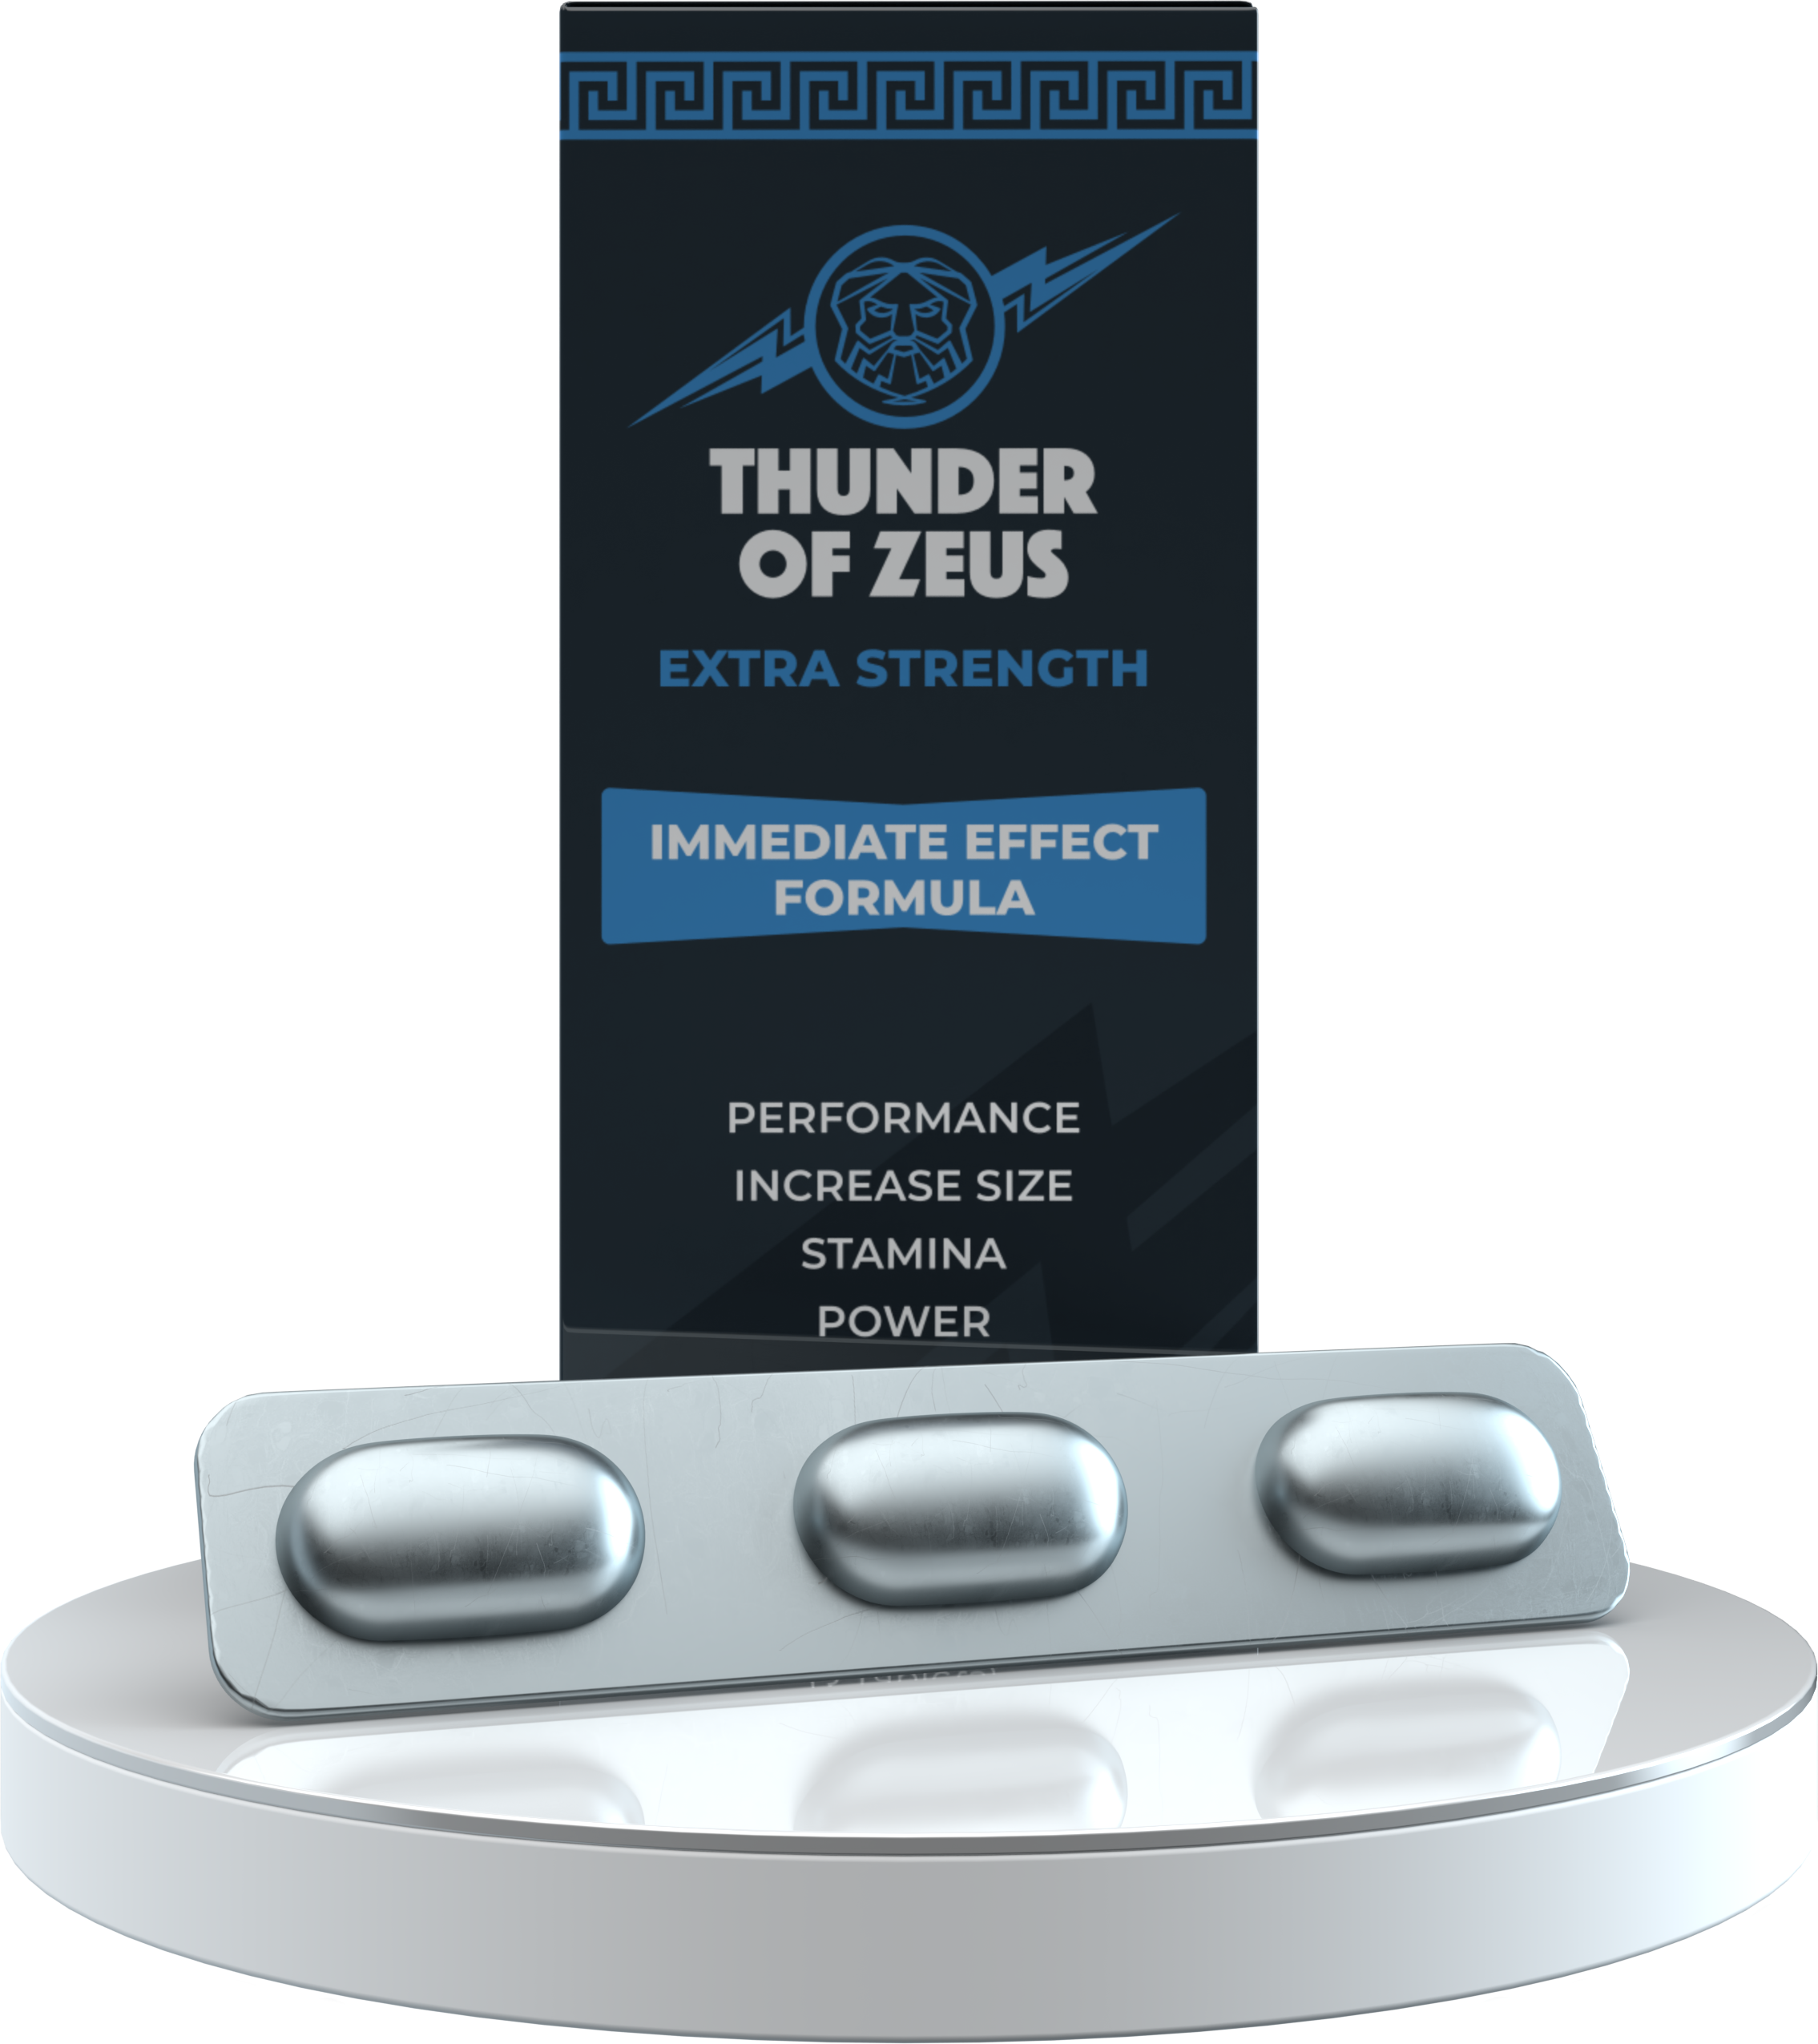 THUNDER
OF ZEUS
EXTRA STRENGTH
IMMEDIATE EFFECT
FORMULA
PERFORMANCE
INCREASE SIZE
STAMINA
POWER